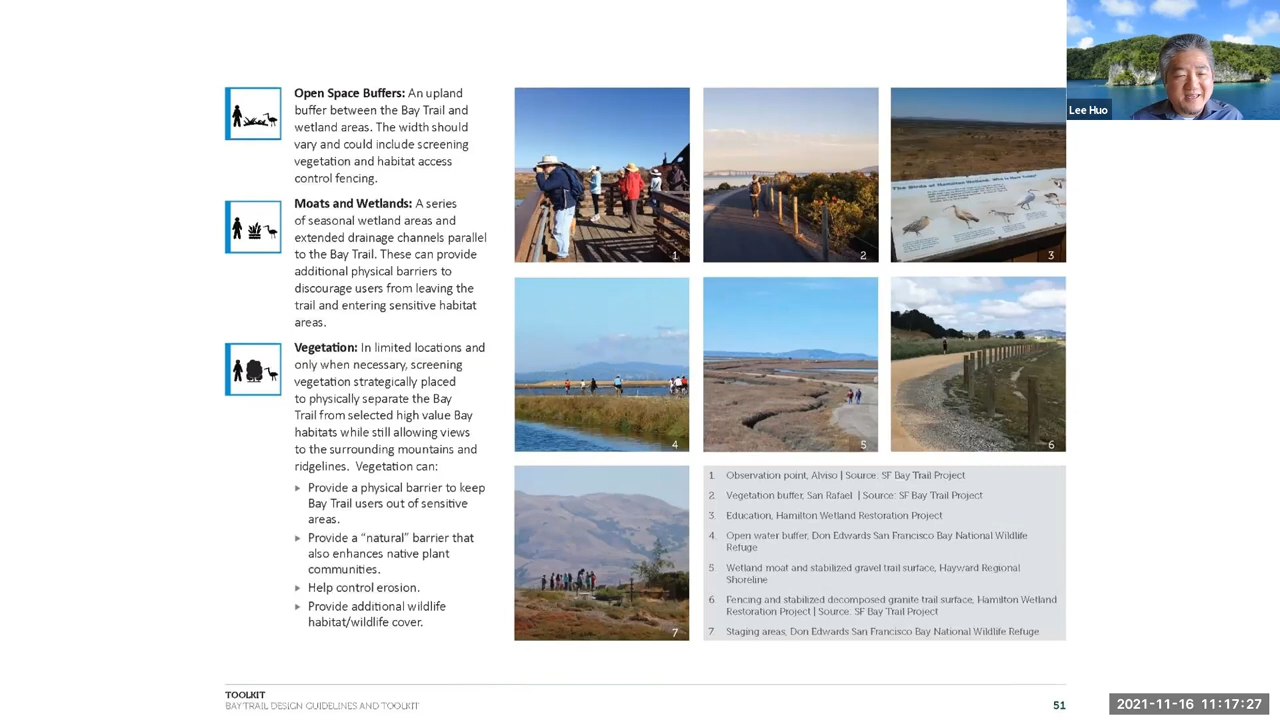 Open Space Buffers: An upland
buffer between the Bay Trail and
wetland areas. The width should
vary and could include screening
vegetation and habitat access
control fencing.
Moats and Wetlands: A series
of seasonal wetland areas and
extended drainage channels parallel
to the Bay Trail. These can provide
additional physical barriers to
discourage users from leaving the
trail and entering sensitive habitat
areas.
Vegetation: In limited locations and
only when necessary, screening
vegetation strategically placed
to physically separate the Bay
Trail from selected high value Bay
habitats while still allowing views
to the surrounding mountains and
ridgelines. Vegetation can:
Provide a physical barrier to keep
Bay Trail users out of sensitive
areas.
Provide a “natural” barrier that
also enhances native plant
communities.
Help control erosion.
Provide additional wildlife
habitat/wildlife cover.
1
2
3
4
5
6
7
1. Observation point, Alviso | Source: SF Bay Trail Project
2. Vegetation buffer, San Rafael | Source: SF Bay Trail Project
3. Education, Hamilton Wetland Restoration Project
4. Open water buffer, Don Edwards San Francisco Bay National Wildlife
Refuge
5. Wetland moat and stabilized gravel trail surface, Hayward Regional
Shoreline
6. Fencing and stabilized decomposed granite trail surface, Hamilton Wetland
Restoration Project | Source: SF Bay Trail Project
7. Staging areas, Don Edwards San Francisco Bay National Wildlife Refuge
TOOLKIT
BAY TRAIL DESIGN GUIDELINES AND TOOLKIT
51
Lee Huo
2021-11-16 11:17:27